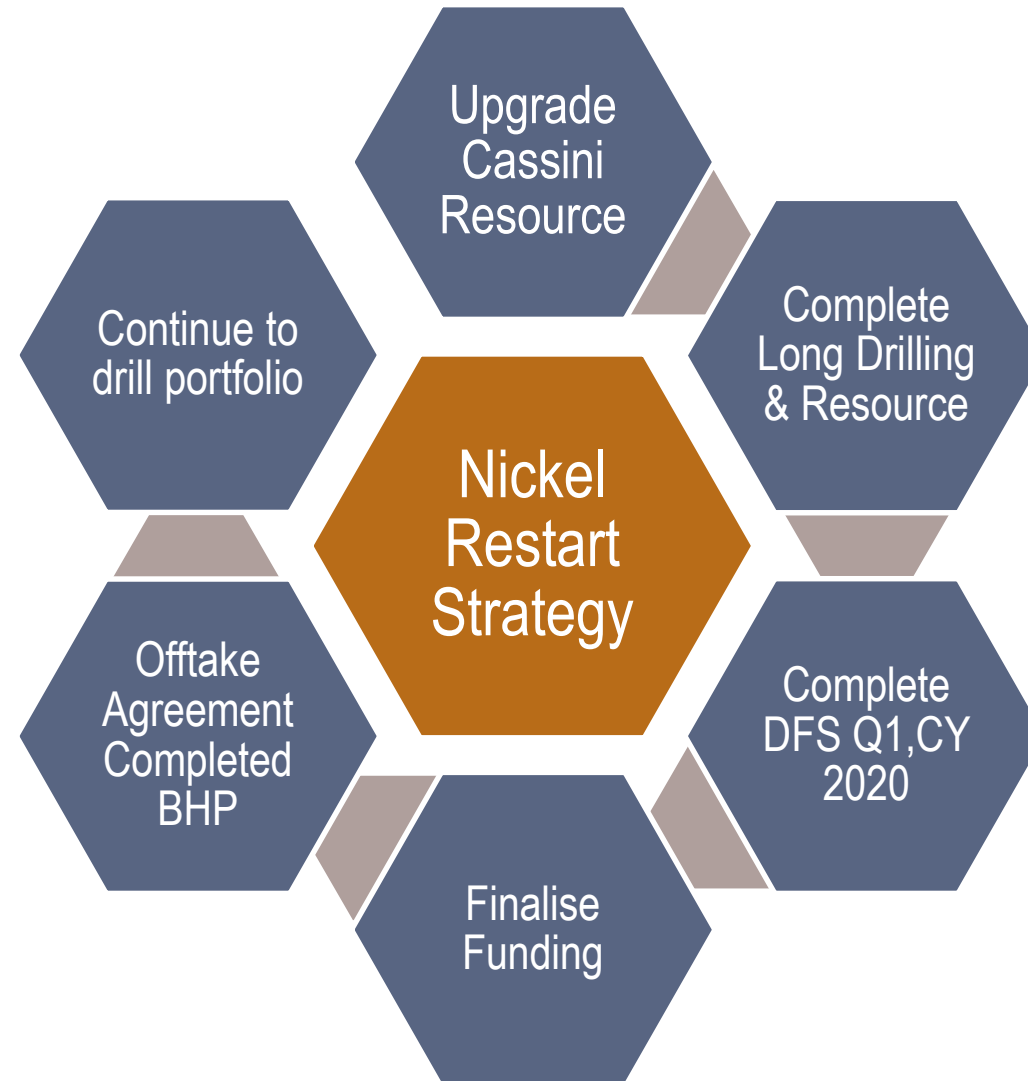 Upgrade
Cassini
Resource
Complete
Long Drilling
& Resource
Complete
DFS Q1,CY
2020
Finalise
Funding
Offtake
Agreement
Completed
BHP
Continue to
drill portfolio
Nickel
Restart
Strategy